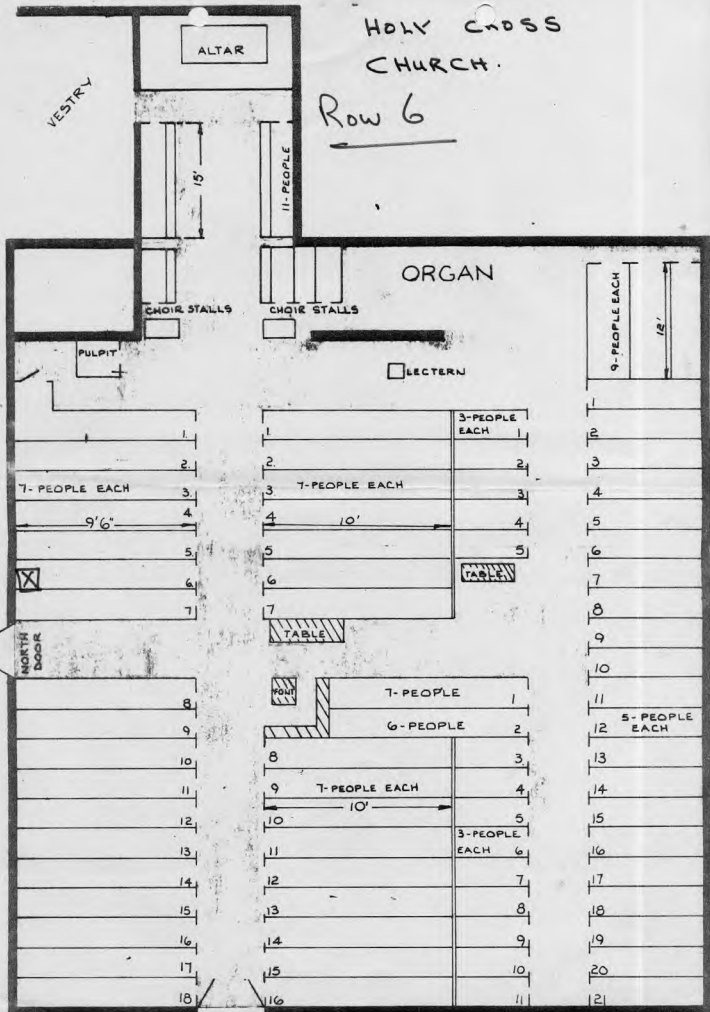 HOLY CROSS
CHURCH.
Row 6
ALTAR
VESTRY
15'
11-PEOPLE
ORGAN
CHOIR STALLS
CHOIR STALLS
9-PEOPLE EACH
12'
PULPIT
LECTERN
3-PEOPLE
EACH
7-PEOPLE EACH
9'6"
1.
2.
3.
4.
5.
6.
7
X
NORTH
DOOR
7-PEOPLE EACH
10'
1.
2.
3.
4
5
6
7
TABLE
1
2
3
4
5
TABLE
1
2
3
4
5
6
7
8
9
10
11
12
5-PEOPLE
EACH
13
14
15
16
17
18
19
20
21
8
9
10
11
12
13
14
15
16
17
18
FONT
7-PEOPLE
6-PEOPLE
8
9
7-PEOPLE EACH
10'
10
11
12
13
14
15
16
1
2
3
4
5
3-PEOPLE
EACH
6
7
8
9
10
11